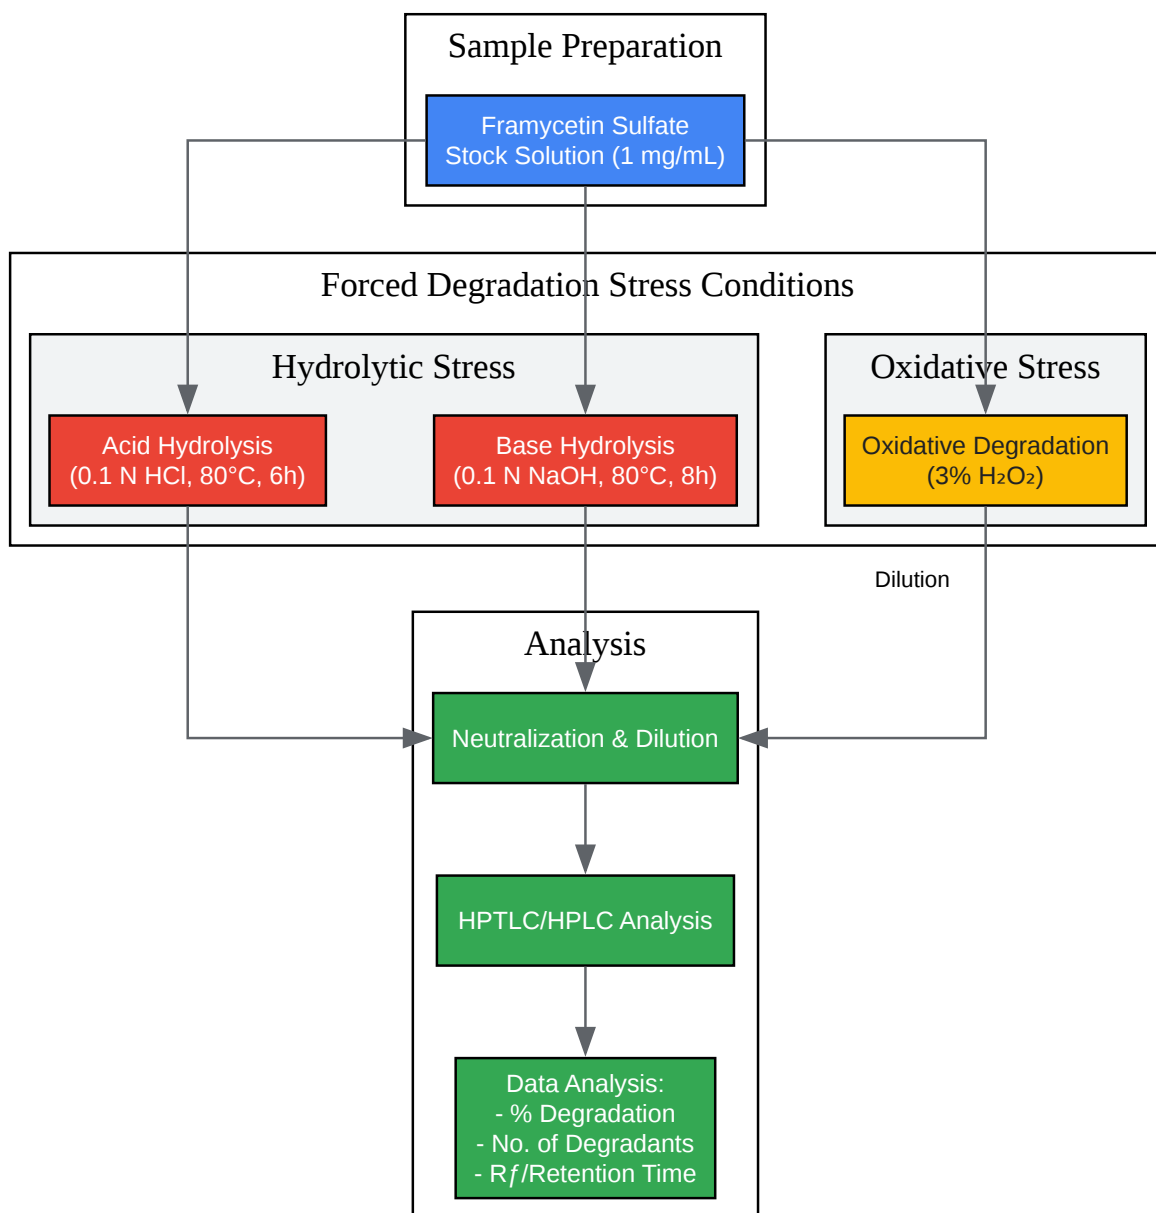 Sample Preparation
Framycetin Sulfate
Stock Solution (1 mg/mL)
Forced Degradation Stress Conditions
Hydrolytic Stress
Oxidative Stress
Acid Hydrolysis
(0.1 N HCl, 80°C, 6h)
Base Hydrolysis
(0.1 N NaOH, 80°C, 8h)
Oxidative Degradation
(3% H₂O₂)
Dilution
Analysis
Neutralization & Dilution
HPTLC/HPLC Analysis
Data Analysis:
- % Degradation
- No. of Degradants
- Rƒ/Retention Time